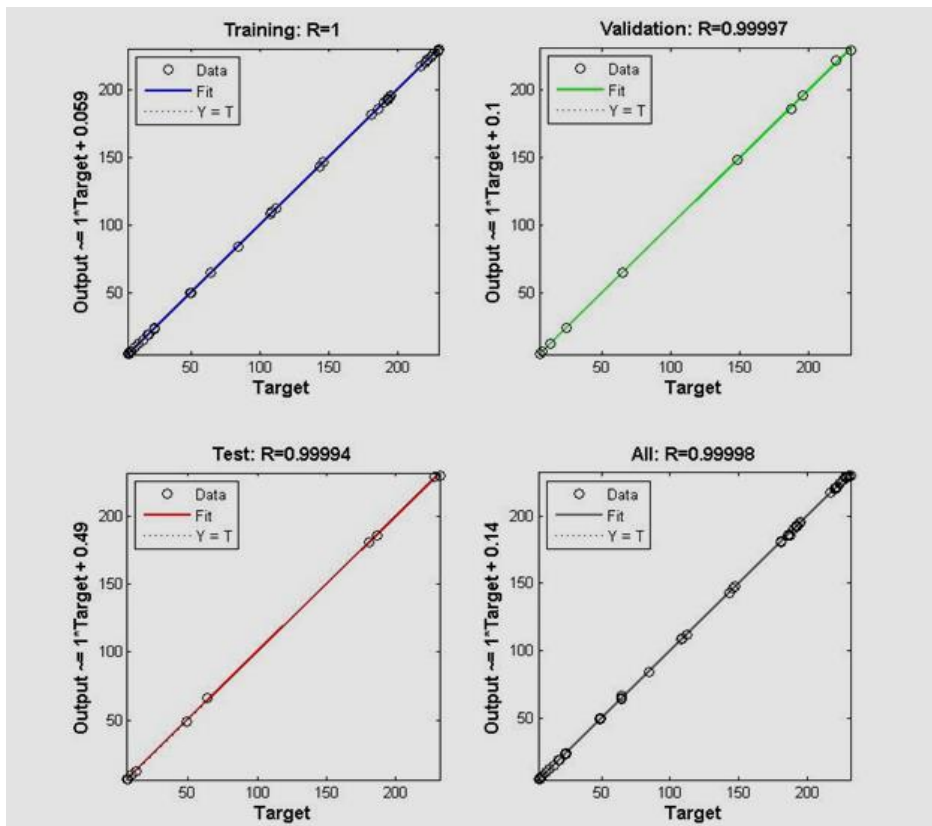 Training: R=1
Output ~= 1*Target + 0.059
Data
Fit
Y = T
200
150
100
50
50 100 150 200
Target
Validation: R=0.99997
Output ~= 1*Target + 0.1
Data
Fit
Y = T
200
150
100
50
50 100 150 200
Target
Test: R=0.99994
Output ~= 1*Target + 0.49
Data
Fit
Y = T
200
150
100
50
50 100 150 200
Target
All: R=0.99998
Output ~= 1*Target + 0.14
Data
Fit
Y = T
200
150
100
50
50 100 150 200
Target